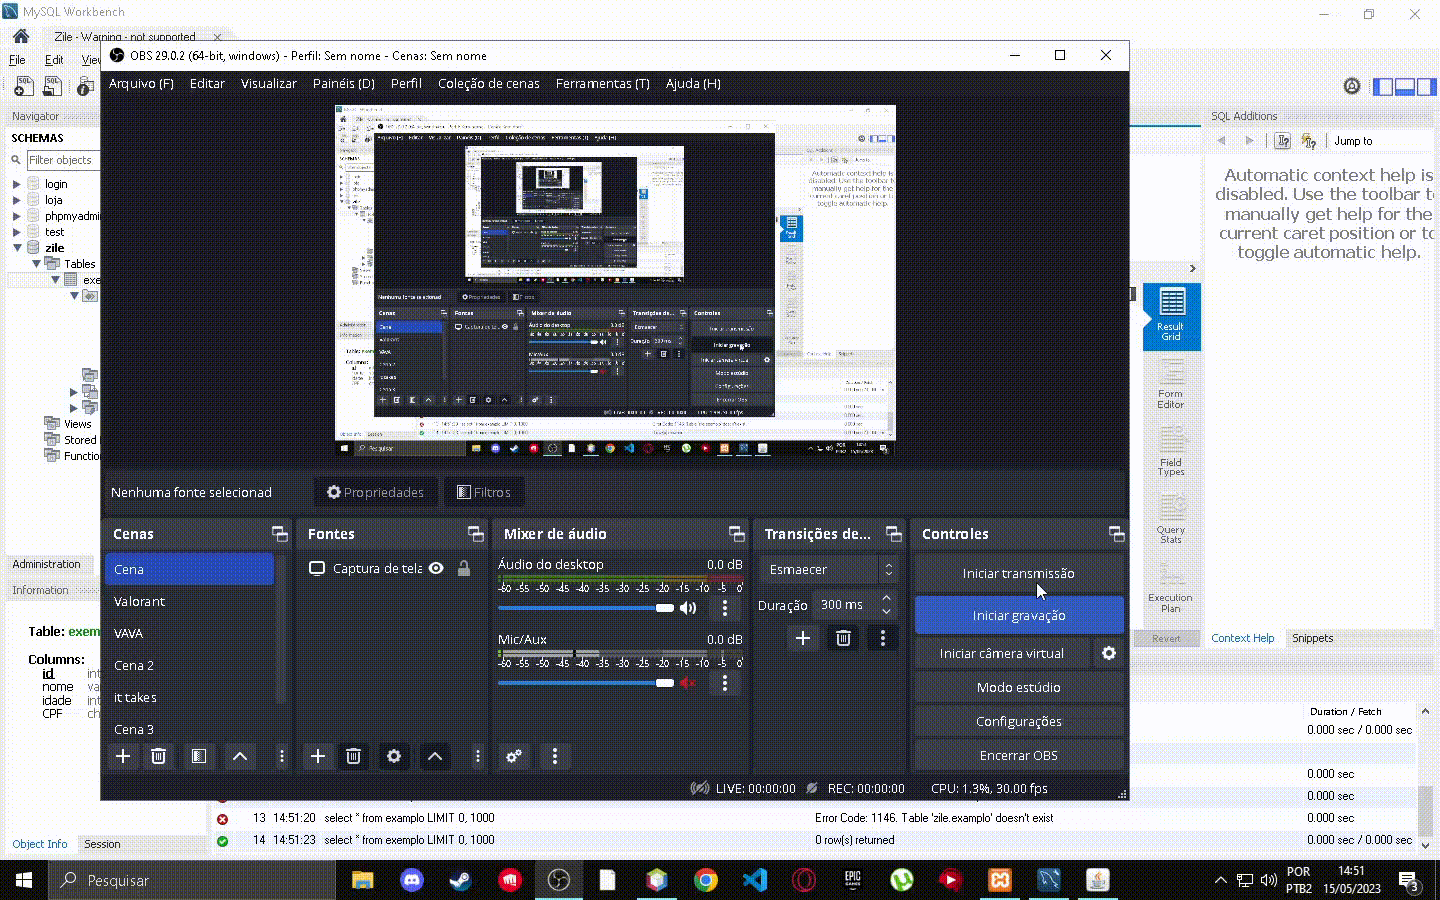 MySQL Workbench
Zile - Warning - not supported
File Edit
OBS 29.0.2 (64-bit, windows) - Perfil: Sem nome - Cenas: Sem nome
Arquivo (F) Editar Visualizar Painéis (D) Perfil Coleção de cenas Ferramentas (T) Ajuda (H)
Navigator
SCHEMAS
Filter objects
login
loja
test
zile
Tables
Views
Stored
Administration
Information
Table: exem
Columns:
id int
nome va
idade int
CPF ch
Object Info Session
SQL Additions
Jump to
Automatic context help is
disabled. Use the toolbar
manually get help for the
current caret position or
toggle automatic help.
Result
Grid
Form
Editor
Field
Types
Query
Stats
Execution
Plan
Revert
Context Help Snippets
Nenhuma fonte selecionad
Propriedades
Filtros
Cenas
Cena
Valorant
VAVA
Cena 2
it takes
Cena 3
Fontes
Captura de tela
Mixer de áudio
Áudio do desktop 0.0 dB
-60 -55 -50 -45 -40 -35 -30 -25 -20 -15 -10 -5 0
Mic/Aux 0.0 dB
-60 -55 -50 -45 -40 -35 -30 -25 -20 -15 -10 -5 0
Transições de...
Esmaecer
Duração 300 ms
Controles
Iniciar transmissão
Iniciar gravação
Iniciar câmera virtual
Modo estúdio
Configurações
Encerrar OBS
LIVE: 00:00:00 REC: 00:00:00 CPU: 1.3%, 30.00 fps
Duration / Fetch
0.000 sec / 0.000 sec
0.000 sec
0.000 sec
13 14:51:20 select * from exemplo LIMIT 0, 1000 Error Code: 1146. Table 'zile.examplo' doesn't exist 0.000 sec
14 14:51:23 select * from exemplo LIMIT 0, 1000 0 row(s) returned 0.000 sec / 0.000 sec
Pesquisar
EPIC
GAMES
POR
PTB2
14:51
15/05/2023
3